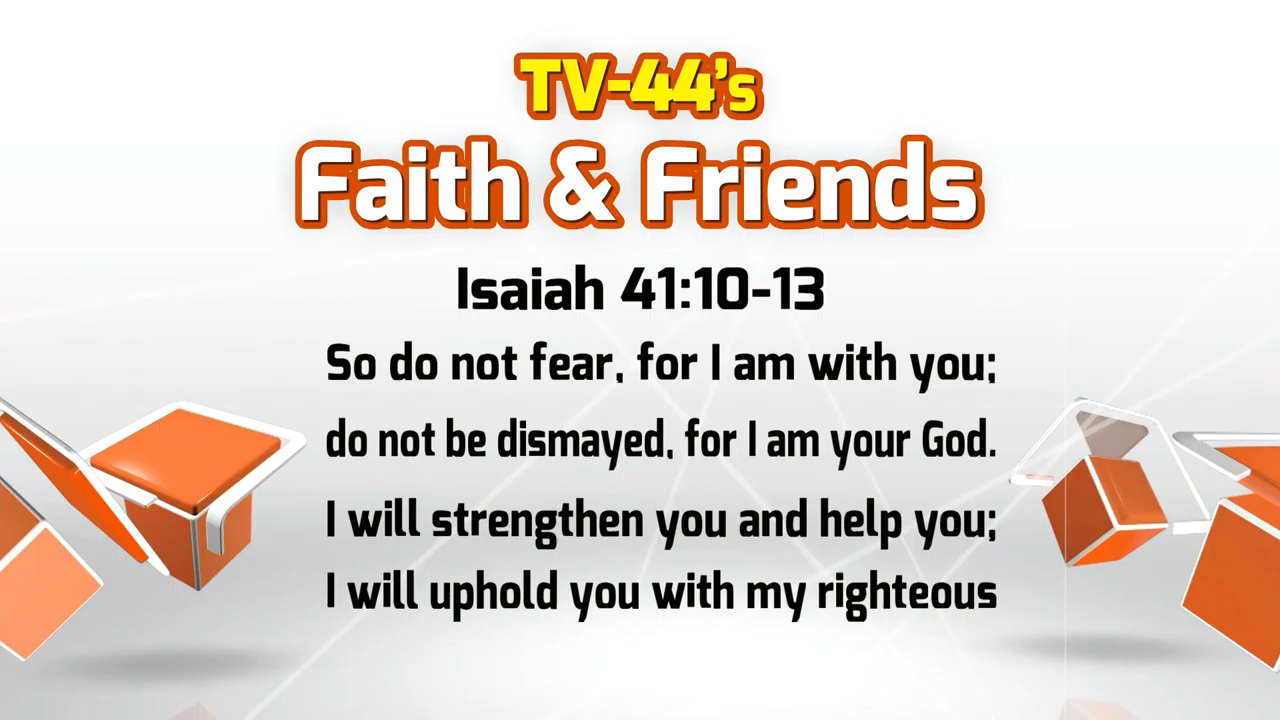 TV-44's
Faith & Friends
Isaiah 41:10-13
So do not fear, for I am with you;
do not be dismayed, for I am your God.
I will strengthen you and help you;
I will uphold you with my righteous